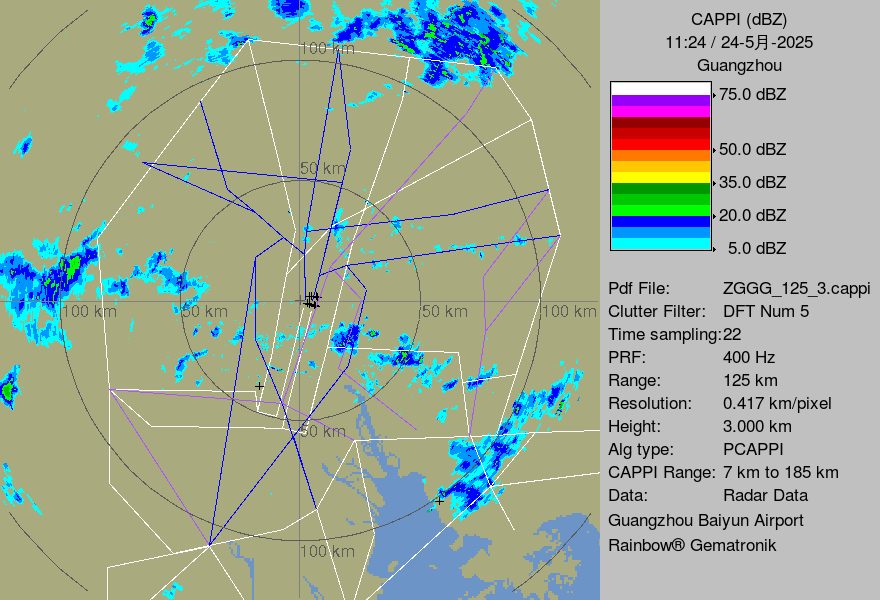 CAPPI (dBZ)
11:24 / 24-5月-2025
Guangzhou
75.0 dBZ
50.0 dBZ
35.0 dBZ
20.0 dBZ
5.0 dBZ
Pdf File: ZGGG_125_3.cappi
Clutter Filter: DFT Num 5
Time sampling:22
PRF: 400 Hz
Range: 125 km
Resolution: 0.417 km/pixel
Height: 3.000 km
Alg type: PCAPPI
CAPPI Range: 7 km to 185 km
Data: Radar Data
Guangzhou Baiyun Airport
Rainbow® Gematronik
100 km
50 km
100 km
50 km
50 km
100 km
50 km
100 km